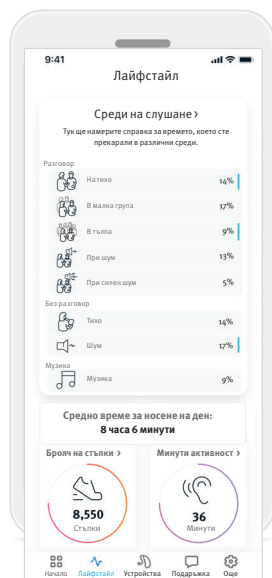 9:41
Лайфстайл
Среди на слушане >
Тук ще намерите справка за времето, което сте
прекарали в различни среди.
Разговор
На тихо 14%
В малка група 17%
В тълпа 9%
При шум 13%
При силен шум 5%
Без разговор
Тихо 14%
Шум 17%
Музика
Музика 9%
Средно време за носене на ден:
8 часа 6 минути
Брояч на стъпки >
Минути активност >
8,550
Стъпки
36
Минути
Начало Лайфстайл Устройства Поддръжка Още